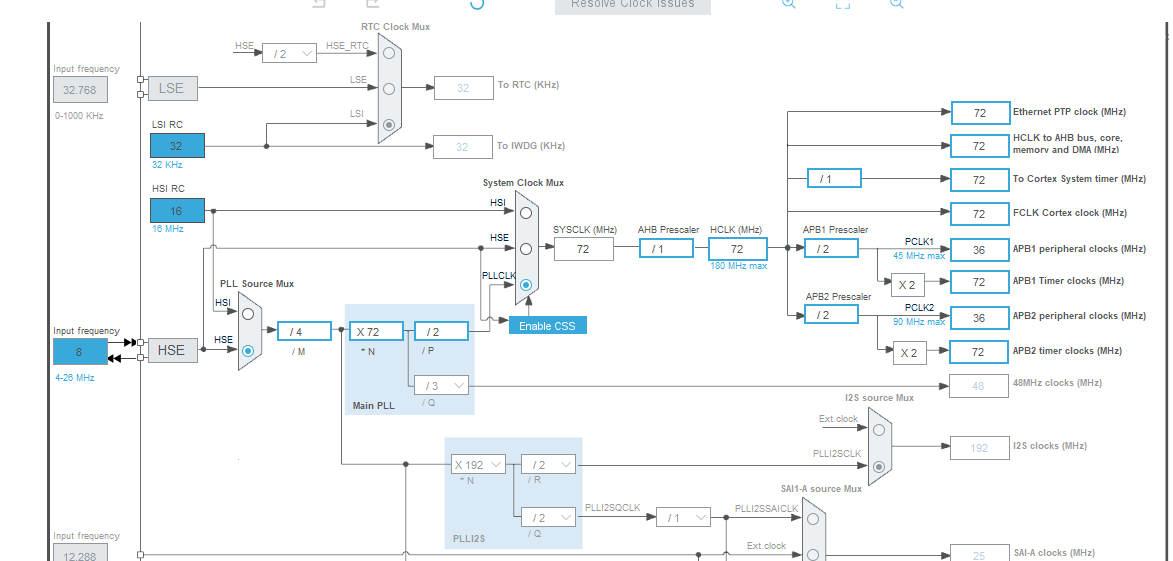 Resolve Clock Issues
RTC Clock Mux
HSE
/ 2
HSE_RTC
Input frequency
32.768
0-1000 KHz
LSE
LSE
32
To RTC (KHz)
LSI
LSI RC
32
32 KHz
32
To IWDG (KHz)
HSI RC
16
16 MHz
System Clock Mux
HSI
HSE
PLLCLK
SYSCLK (MHz)
72
AHB Prescaler
/ 1
HCLK (MHz)
72
180 MHz max
72
Ethernet PTP clock (MHz)
72
HCLK to AHB bus, core,
memory and DMA (MHz)
/ 1
72
To Cortex System timer (MHz)
72
FCLK Cortex clock (MHz)
APB1 Prescaler
/ 2
PCLK1
45 MHz max
36
APB1 peripheral clocks (MHz)
X 2
72
APB1 Timer clocks (MHz)
APB2 Prescaler
/ 2
PCLK2
90 MHz max
36
APB2 peripheral clocks (MHz)
X 2
72
APB2 timer clocks (MHz)
PLL Source Mux
HSI
HSE
Input frequency
8
4-26 MHz
HSE
/ 4
/ M
X 72
* N
/ 2
/ P
Enable CSS
/ 3
/ Q
Main PLL
48
48MHz clocks (MHz)
I2S source Mux
Ext.clock
PLLI2SCLK
192
I2S clocks (MHz)
X 192
* N
/ 2
/ R
/ 2
/ Q
PLLI2S
PLLI2SQCLK
/ 1
SAI1-A source Mux
PLLI2SSAICLK
Ext.clock
25
SAI-A clocks (MHz)
Input frequency
12.288